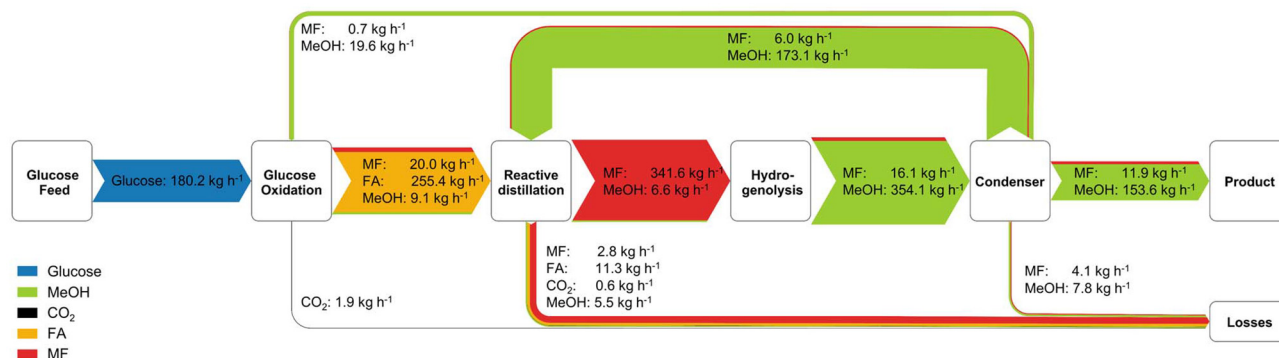 MF: 0.7 kg h⁻¹
MeOH: 19.6 kg h⁻¹
MF: 6.0 kg h⁻¹
MeOH: 173.1 kg h⁻¹
Glucose
Feed
Glucose: 180.2 kg h⁻¹
Glucose
Oxidation
MF: 20.0 kg h⁻¹
FA: 255.4 kg h⁻¹
MeOH: 9.1 kg h⁻¹
Reactive
distillation
MF: 341.6 kg h⁻¹
MeOH: 6.6 kg h⁻¹
Hydro-
genolysis
MF: 16.1 kg h⁻¹
MeOH: 354.1 kg h⁻¹
Condenser
MF: 11.9 kg h⁻¹
MeOH: 153.6 kg h⁻¹
Product
MF: 2.8 kg h⁻¹
FA: 11.3 kg h⁻¹
CO₂: 0.6 kg h⁻¹
MeOH: 5.5 kg h⁻¹
MF: 4.1 kg h⁻¹
MeOH: 7.8 kg h⁻¹
CO₂: 1.9 kg h⁻¹
Losses
Glucose
MeOH
CO₂
FA
MF